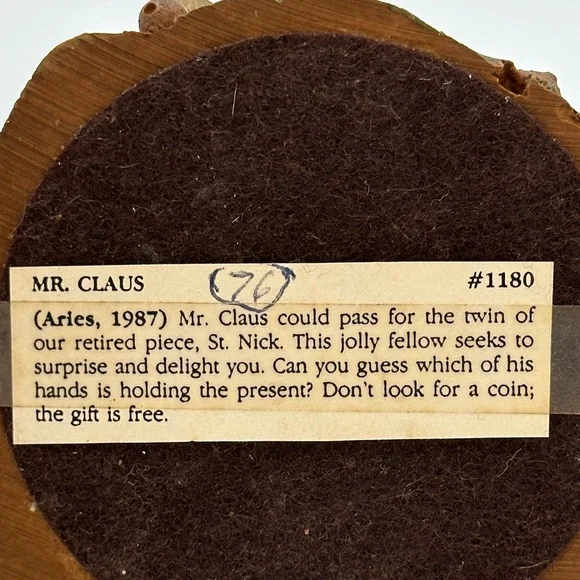 MR. CLAUS 76 #1180
(Aries, 1987) Mr. Claus could pass for the twin of
our retired piece, St. Nick. This jolly fellow seeks to
surprise and delight you. Can you guess which of his
hands is holding the present? Don't look for a coin;
the gift is free.